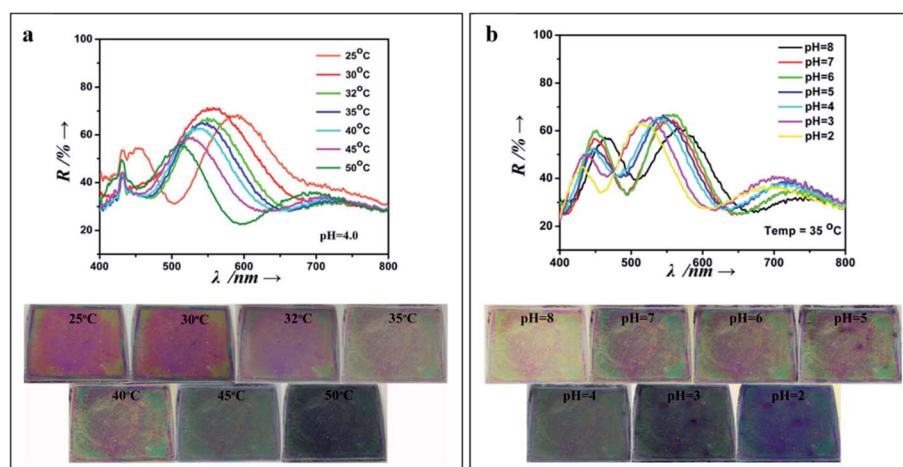 a
100
80
60
40
20
R /% →
400 500 600 700 800
λ /nm →
25°C
30°C
32°C
35°C
40°C
45°C
50°C
pH=4.0
25°C 30°C 32°C 35°C
40°C 45°C 50°C
b
100
80
60
40
20
R /% →
400 500 600 700 800
λ /nm →
pH=8
pH=7
pH=6
pH=5
pH=4
pH=3
pH=2
Temp = 35 °C
pH=8 pH=7 pH=6 pH=5
pH=4 pH=3 pH=2